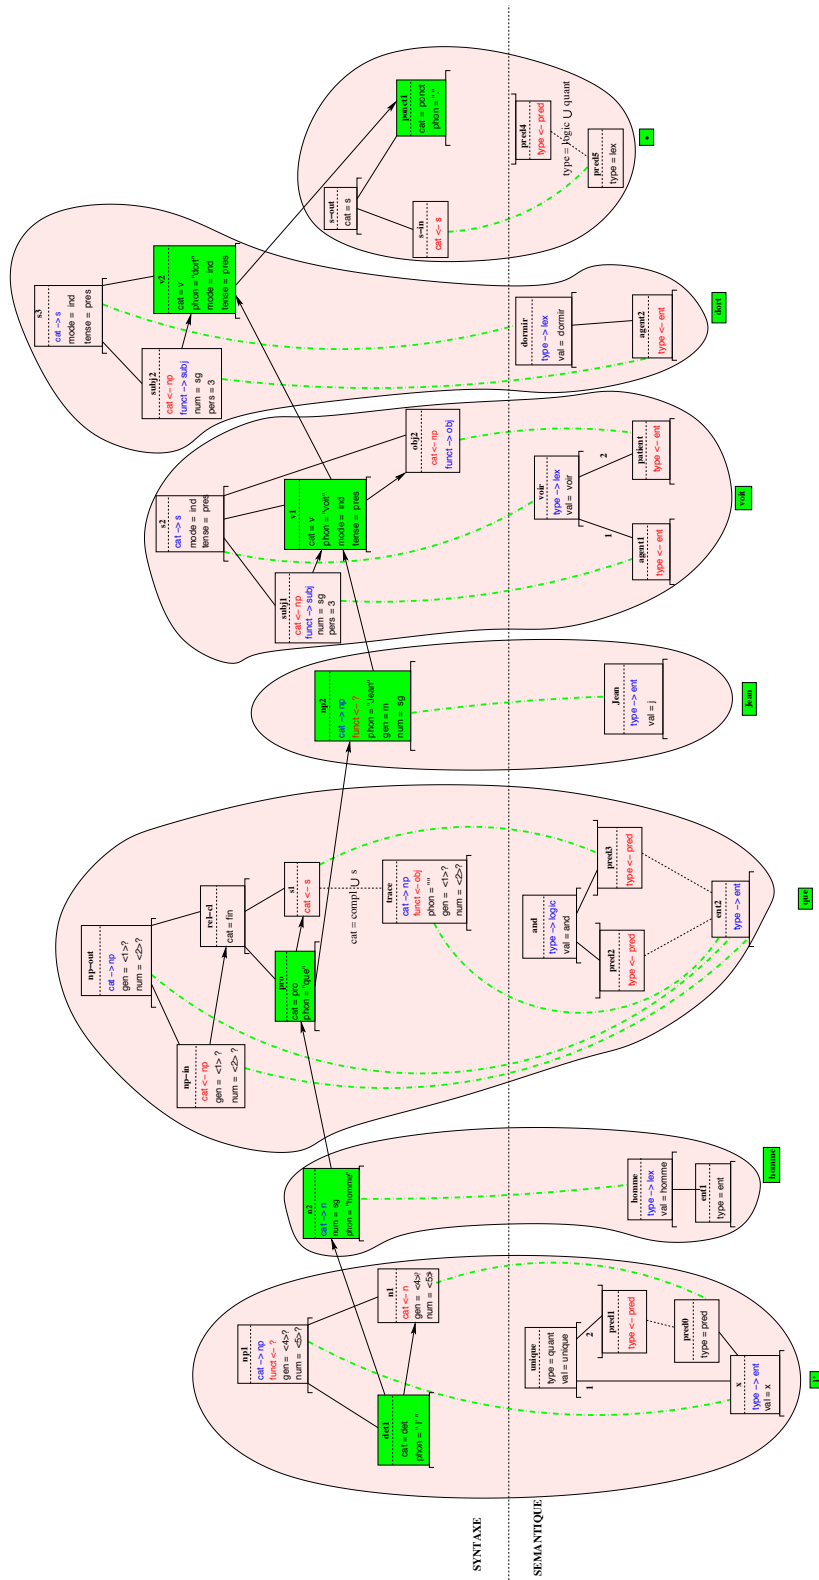 SYNTAXE
SEMANTIQUE
np1
cat -> np
funct <- ?
gen = <4>?
num = <5>?
det1
cat = det
phon = " l' "
n1
cat <- n
gen = <4>?
num = <5>?
unique
type = quant
val = unique
1
2
pred1
type <- pred
pred0
type = pred
x
type -> ent
val = x
l'
n2
cat -> n
num = sg
phon = "homme"
homme
type -> lex
val = homme
ent1
type = ent
homme
np-out
cat -> np
gen = <1>?
num = <2>?
np-in
cat <- np
gen = <1> ?
num = <2> ?
rel-cl
cat = fin
pro
cat = pro
phon = "que"
s1
cat <- s
cat = compl ∪ s
trace
cat -> np
funct <- obj
phon = ""
gen = <1>?
num = <2>?
and
type -> logic
val = and
pred2
type <- pred
pred3
type <- pred
ent2
type -> ent
que
np2
cat -> np
funct <- ?
phon = "Jean"
gen = m
num = sg
Jean
type -> ent
val = j
Jean
s2
cat -> s
mode = ind
tense = pres
subj1
cat <- np
funct -> subj
num = sg
pers = 3
v1
cat = v
phon = "voit"
mode = ind
tense = pres
obj2
cat <- np
funct -> obj
voir
type -> lex
val = voir
1
2
agent1
type <- ent
patient
type <- ent
voit
s3
cat -> s
mode = ind
tense = pres
subj2
cat <- np
funct -> subj
num = sg
pers = 3
v2
cat = v
phon = "dort"
mode = ind
tense = pres
dormir
type -> lex
val = dormir
agent2
type <- ent
dort
s-out
cat = s
s-in
cat <- s
ponct1
cat = ponct
phon = "."
pred4
type <- pred
type = logic ∪ quant
pred5
type = lex
.